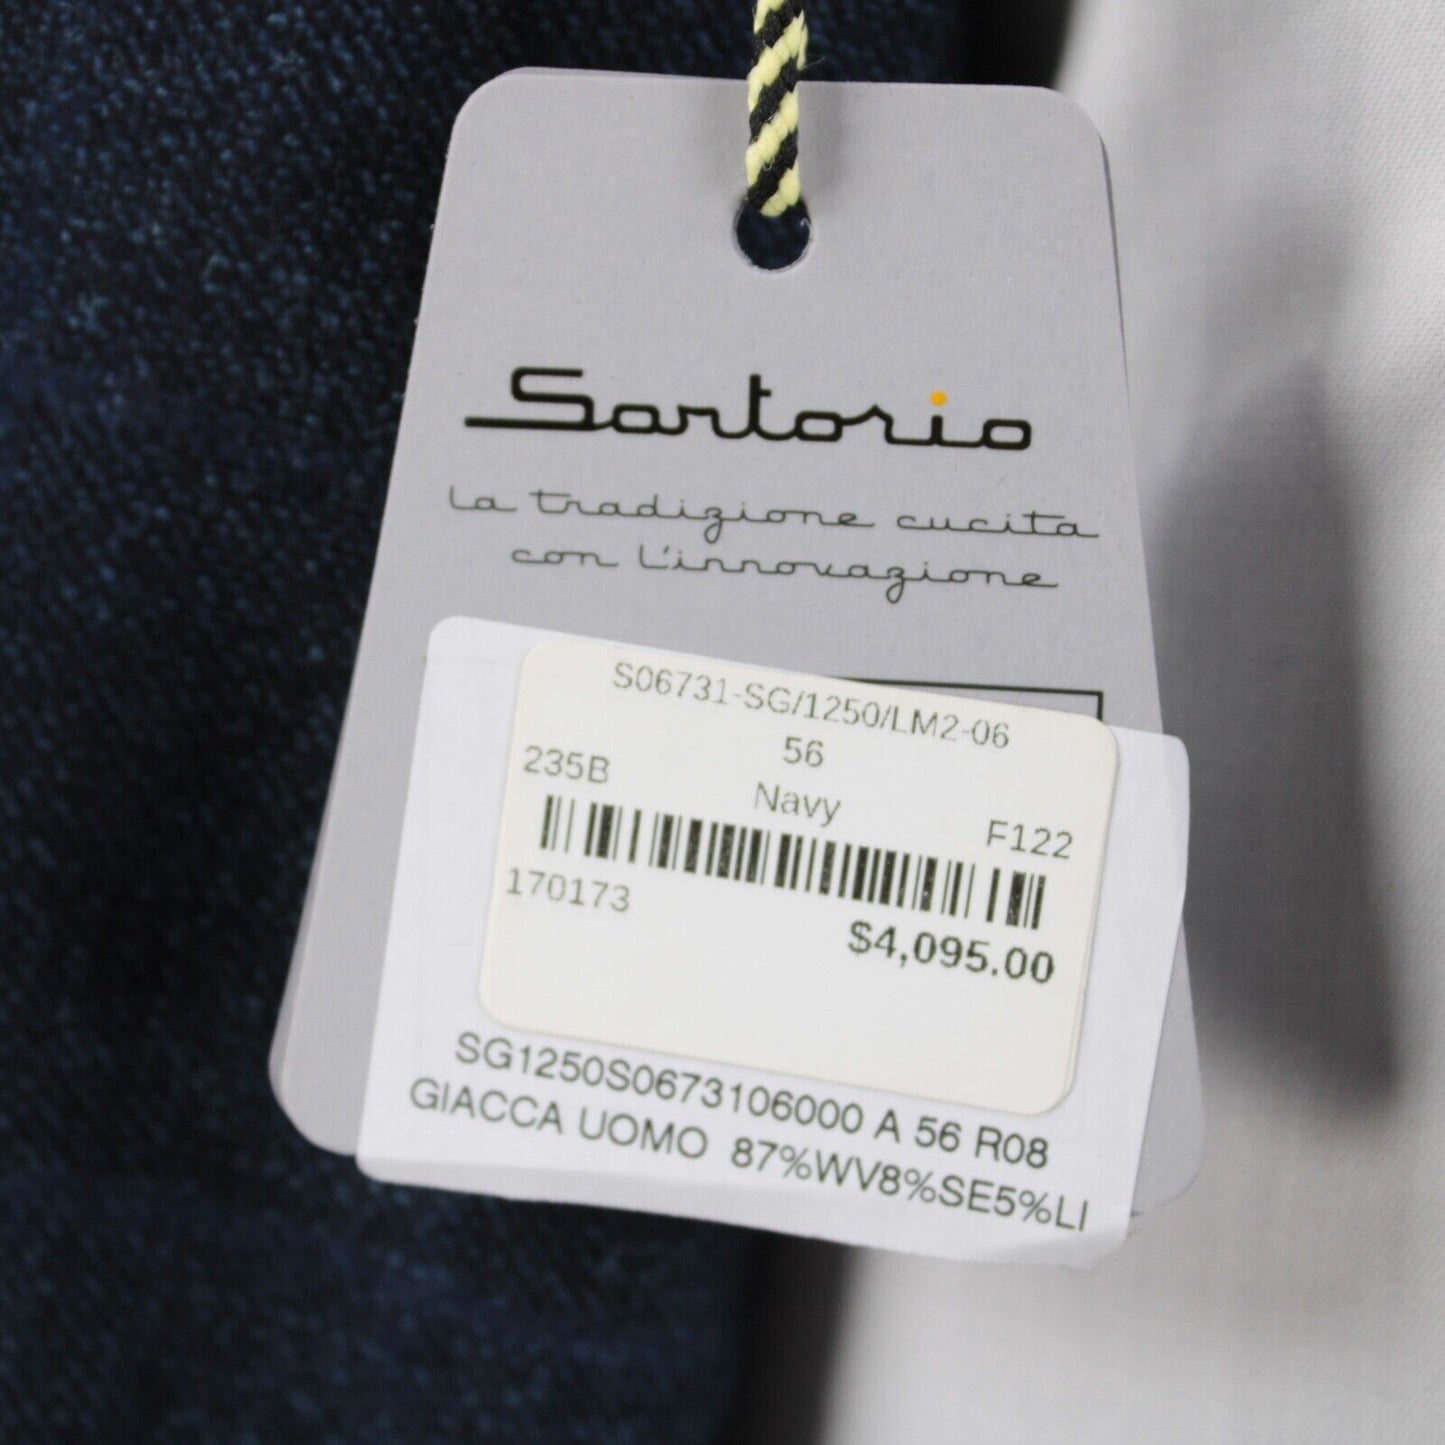 Sartorio
la tradizione cucita
con l'innovazione
S06731-SG/1250/LM2-06
56
235B
Navy
F122
170173
$4,095.00
SG1250S0673106000 A 56 R08
GIACCA UOMO 87%WV8%SE5%LI